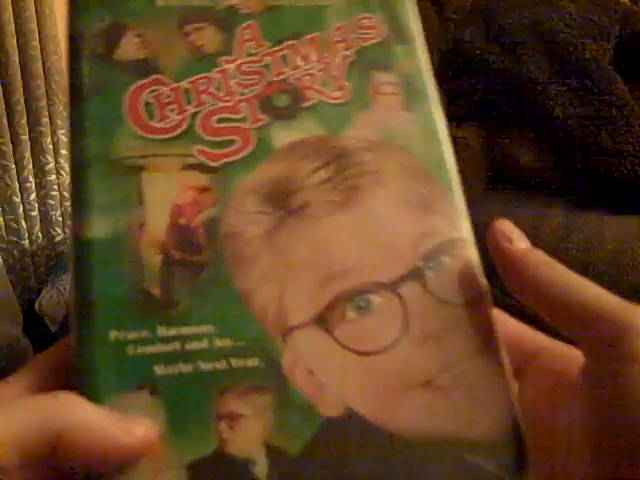 A
CHRISTMAS
STORY
Peace. Harmony.
Comfort and Joy...
Maybe Next Year.